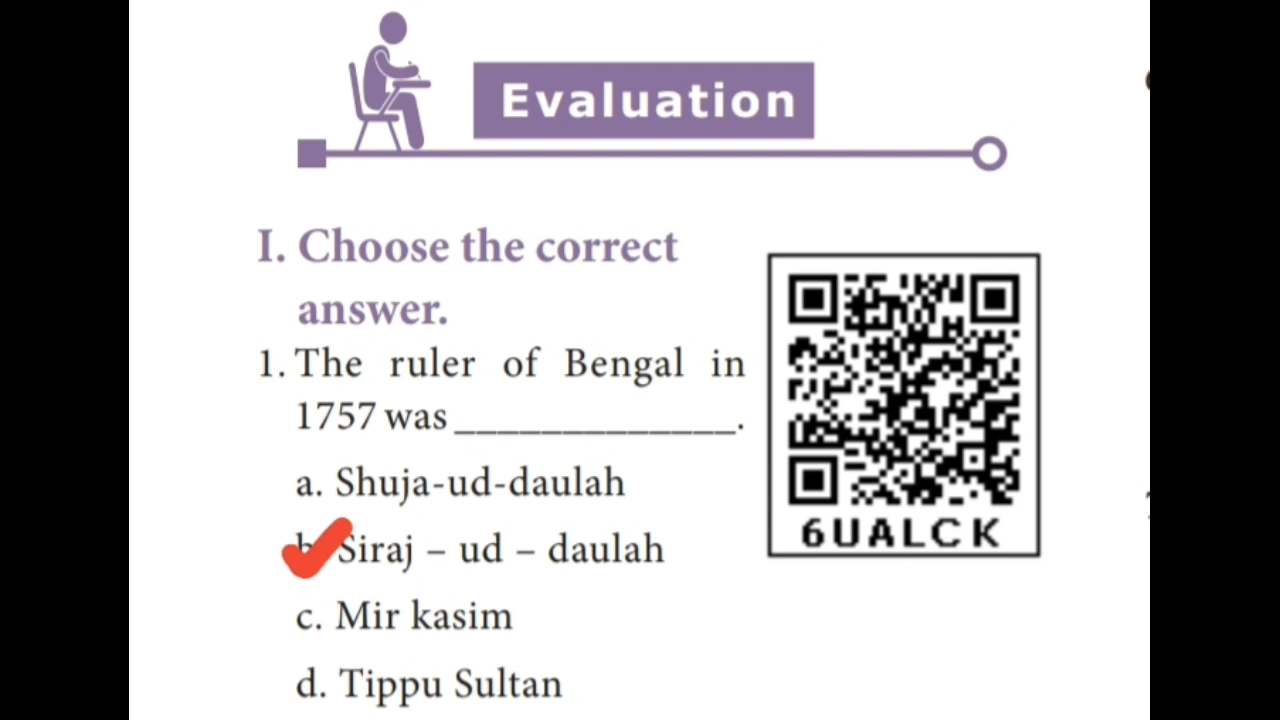 Evaluation
I. Choose the correct
answer.
1. The ruler of Bengal in
1757 was _____________.
a. Shuja-ud-daulah
b. Siraj – ud – daulah
c. Mir kasim
d. Tippu Sultan
6UALCK